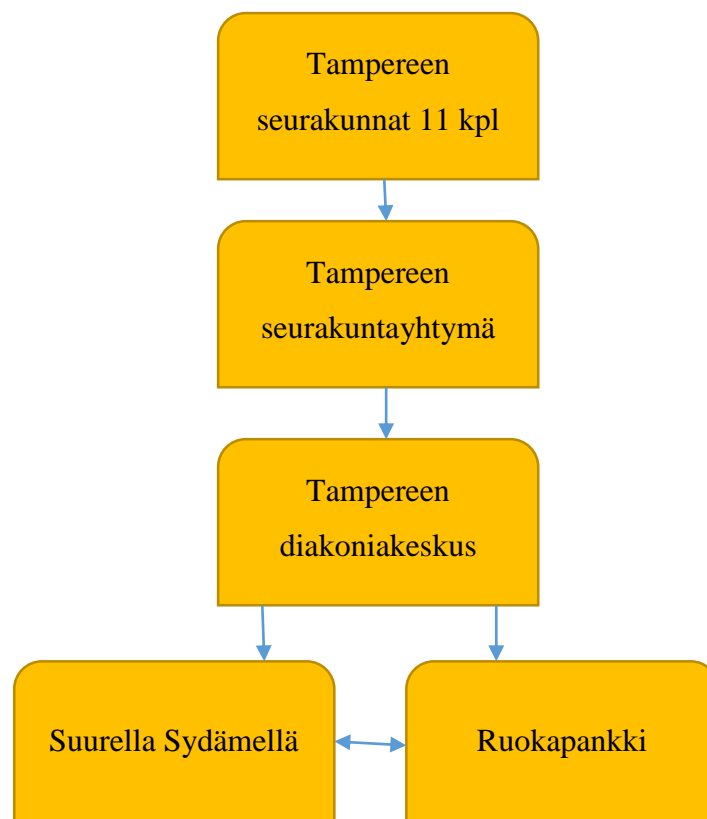 Tampereen
seurakunnat 11 kpl
Tampereen
seurakuntayhtymä
Tampereen
diakoniakeskus
Suurella Sydämellä
Ruokapankki